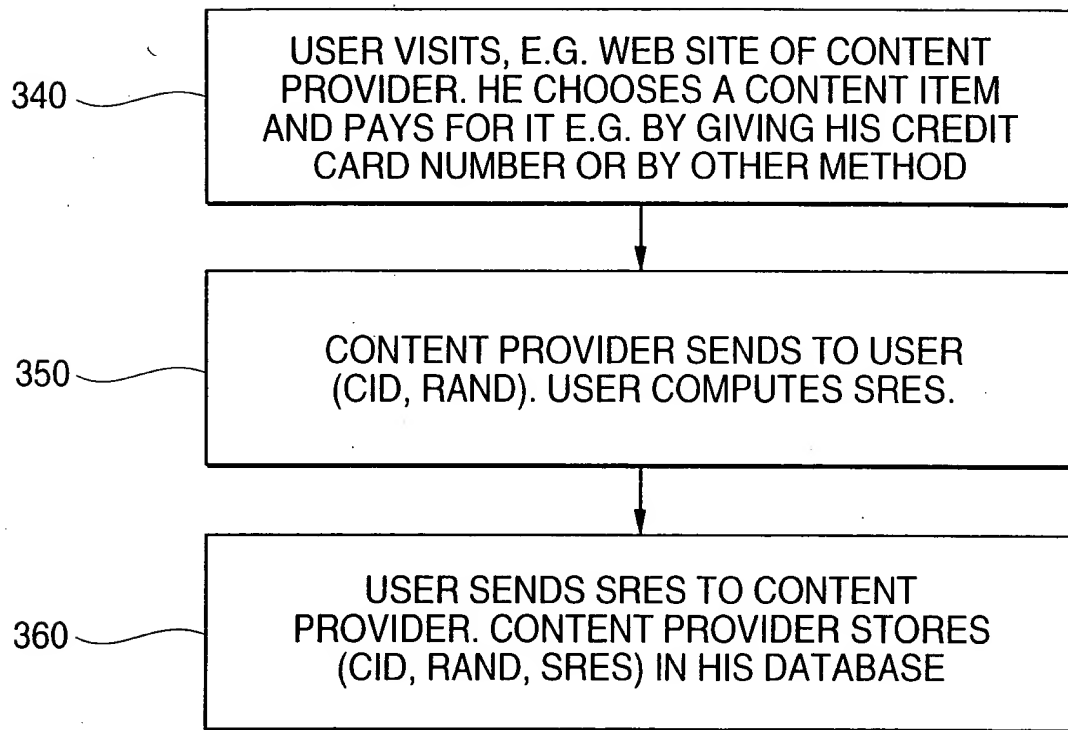 340
USER VISITS, E.G. WEB SITE OF CONTENT
PROVIDER. HE CHOOSES A CONTENT ITEM
AND PAYS FOR IT E.G. BY GIVING HIS CREDIT
CARD NUMBER OR BY OTHER METHOD
350
CONTENT PROVIDER SENDS TO USER
(CID, RAND). USER COMPUTES SRES.
360
USER SENDS SRES TO CONTENT
PROVIDER. CONTENT PROVIDER STORES
(CID, RAND, SRES) IN HIS DATABASE